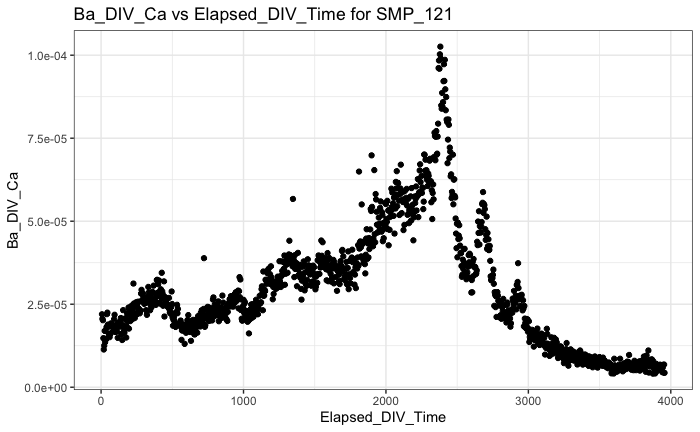 Ba_DIV_Ca vs Elapsed_DIV_Time for SMP_121
Ba_DIV_Ca
1.0e-04
7.5e-05
5.0e-05
2.5e-05
0.0e+00
0 1000 2000 3000 4000
Elapsed_DIV_Time